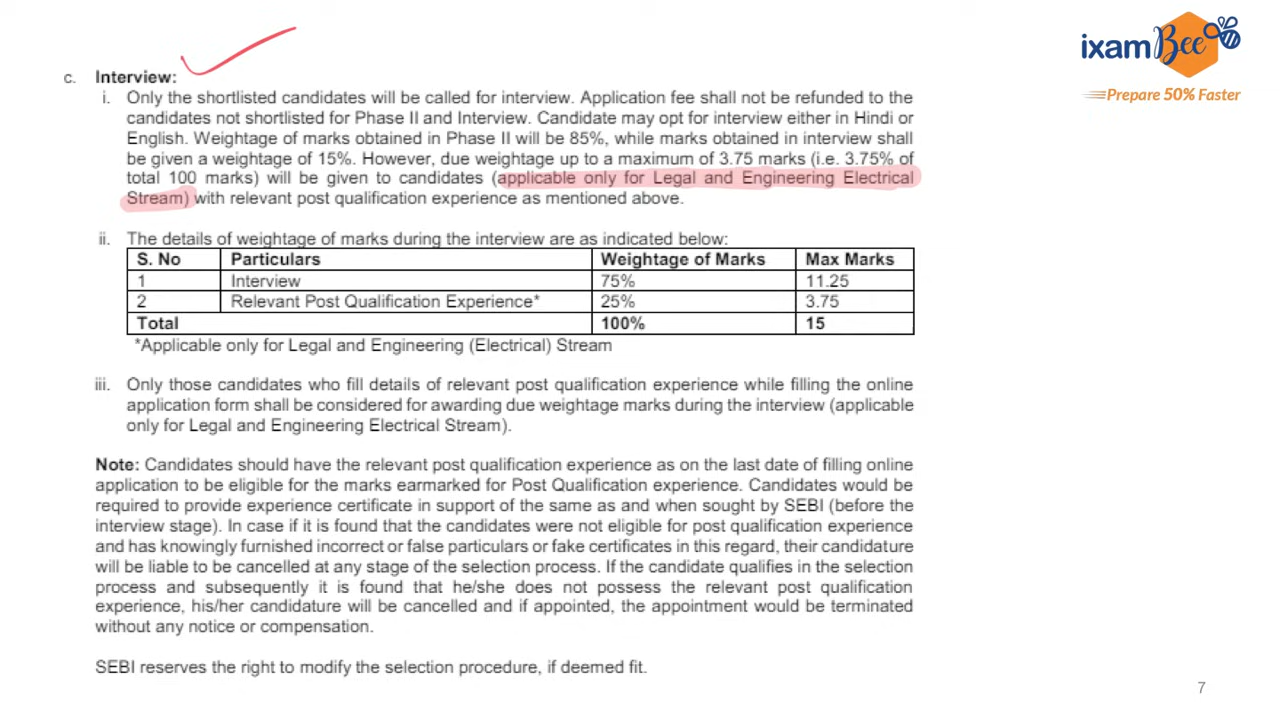 ixamBee
Prepare 50% Faster
c. Interview:
i. Only the shortlisted candidates will be called for interview. Application fee shall not be refunded to the
candidates not shortlisted for Phase II and Interview. Candidate may opt for interview either in Hindi or
English. Weightage of marks obtained in Phase II will be 85%, while marks obtained in interview shall
be given a weightage of 15%. However, due weightage up to a maximum of 3.75 marks (i.e. 3.75% of
total 100 marks) will be given to candidates (applicable only for Legal and Engineering Electrical
Stream) with relevant post qualification experience as mentioned above.
ii. The details of weightage of marks during the interview are as indicated below:
S. No Particulars Weightage of Marks Max Marks
1 Interview 75% 11.25
2 Relevant Post Qualification Experience* 25% 3.75
Total 100% 15
*Applicable only for Legal and Engineering (Electrical) Stream
iii. Only those candidates who fill details of relevant post qualification experience while filling the online
application form shall be considered for awarding due weightage marks during the interview (applicable
only for Legal and Engineering Electrical Stream).
Note: Candidates should have the relevant post qualification experience as on the last date of filling online
application to be eligible for the marks earmarked for Post Qualification experience. Candidates would be
required to provide experience certificate in support of the same as and when sought by SEBI (before the
interview stage). In case if it is found that the candidates were not eligible for post qualification experience
and has knowingly furnished incorrect or false particulars or fake certificates in this regard, their candidature
will be liable to be cancelled at any stage of the selection process. If the candidate qualifies in the selection
process and subsequently it is found that he/she does not possess the relevant post qualification
experience, his/her candidature will be cancelled and if appointed, the appointment would be terminated
without any notice or compensation.
SEBI reserves the right to modify the selection procedure, if deemed fit.
7